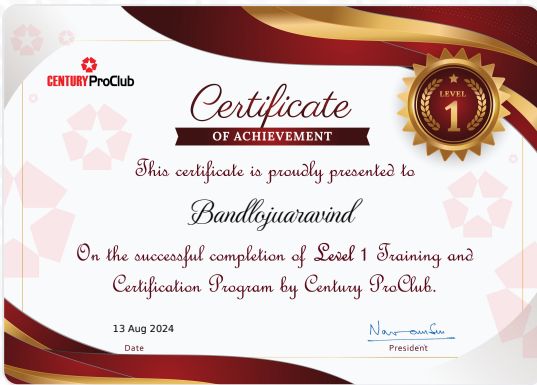 CENTURY ProClub
Certificate
OF ACHIEVEMENT
LEVEL
1
This certificate is proudly presented to
Bandlojuaravind
On the successful completion of Level 1 Training and
Certification Program by Century ProClub.
13 Aug 2024
Date
President